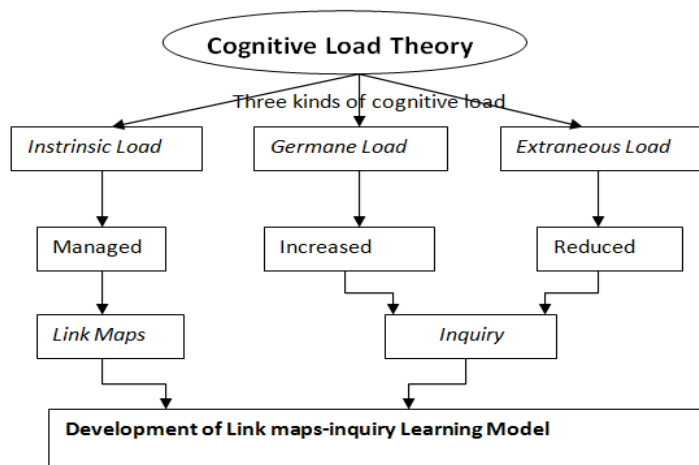 Cognitive Load Theory
Three kinds of cognitive load
Instrinsic Load
Germane Load
Extraneous Load
Managed
Increased
Reduced
Link Maps
Inquiry
Development of Link maps-inquiry Learning Model